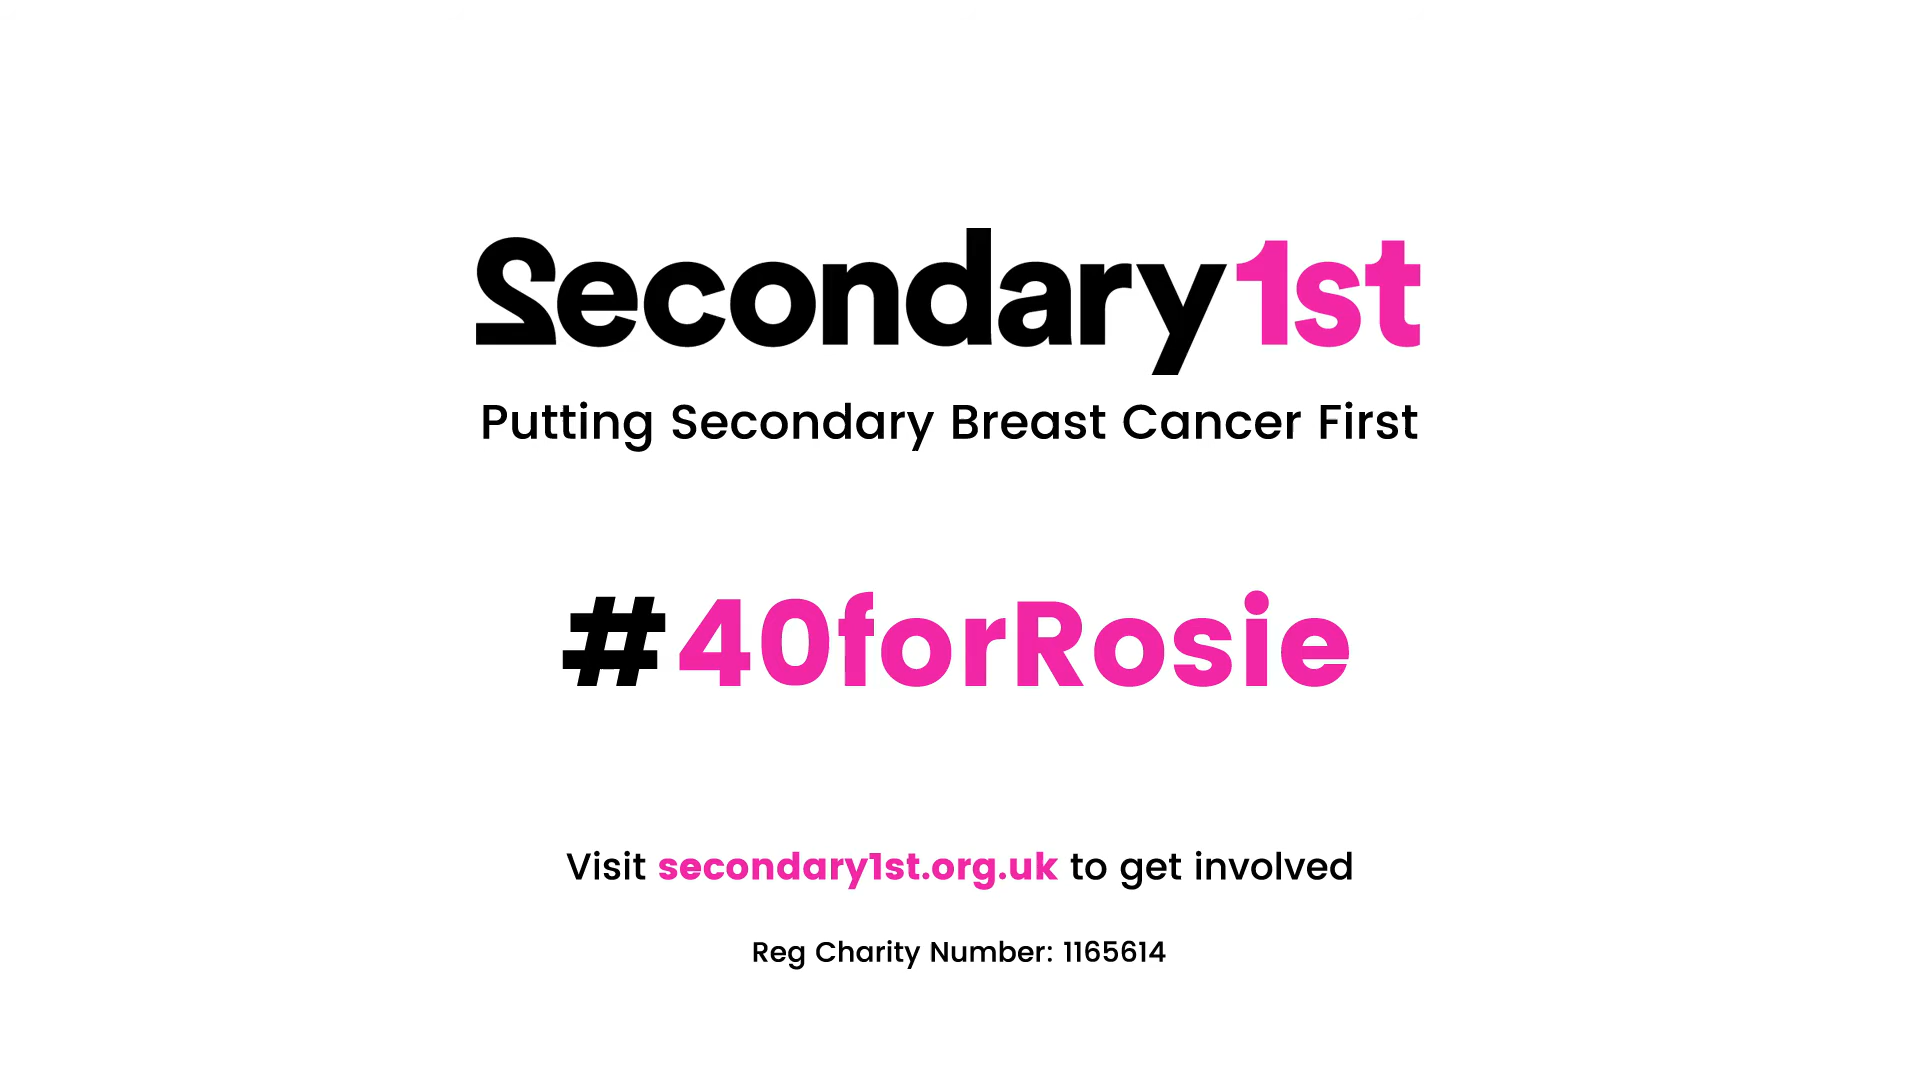 Secondary1st
Putting Secondary Breast Cancer First
#40forRosie
Visit secondary1st.org.uk to get involved
Reg Charity Number: 1165614